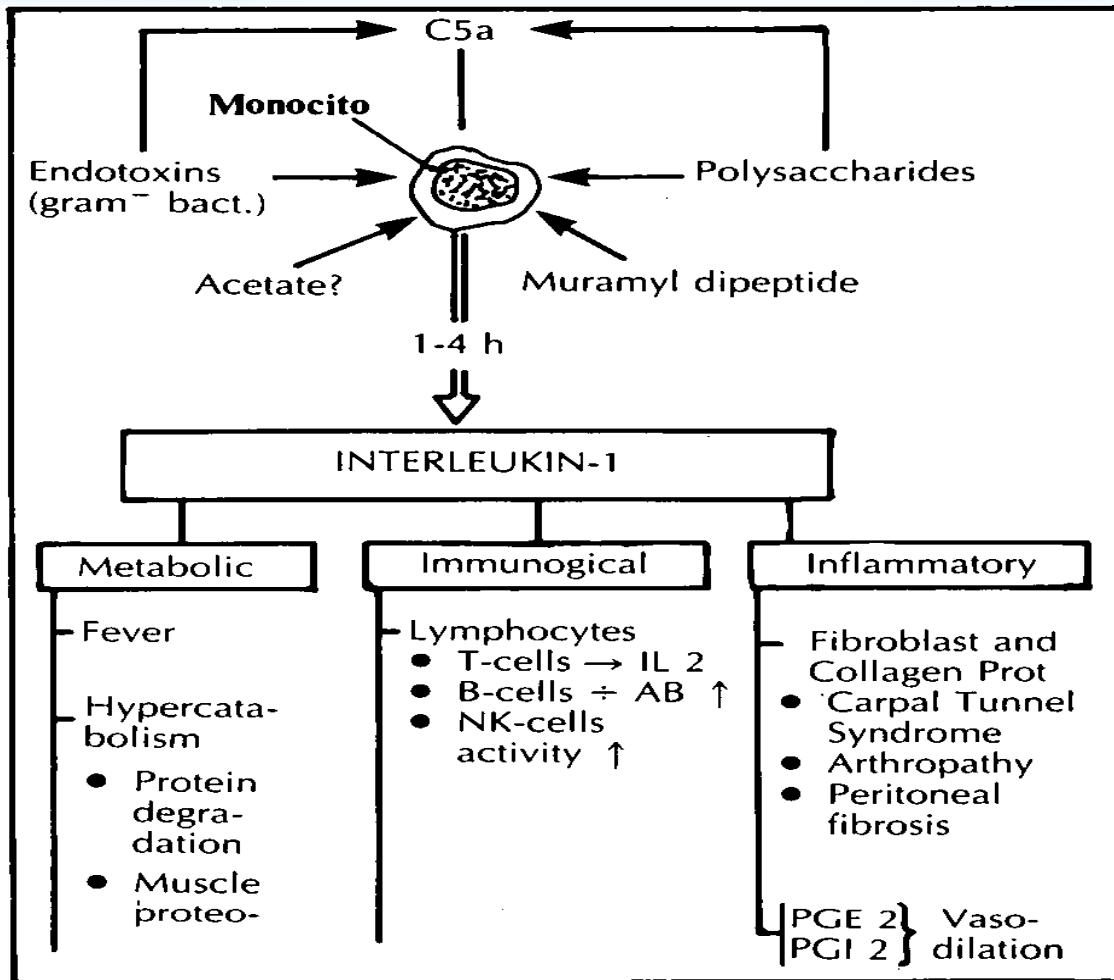 C5a
Monocito
Endotoxins
(gram⁻ bact.)
Polysaccharides
Acetate?
Muramyl dipeptide
1-4 h
INTERLEUKIN-1
Metabolic
Fever
Hypercata-
bolism
● Protein
degra-
dation
● Muscle
proteo-
Immunogical
Lymphocytes
● T-cells → IL 2
● B-cells ÷ AB ↑
● NK-cells
activity ↑
Inflammatory
Fibroblast and
Collagen Prot
● Carpal Tunnel
Syndrome
● Arthropathy
● Peritoneal
fibrosis
PGE 2 } Vaso-
PGI 2 } dilation